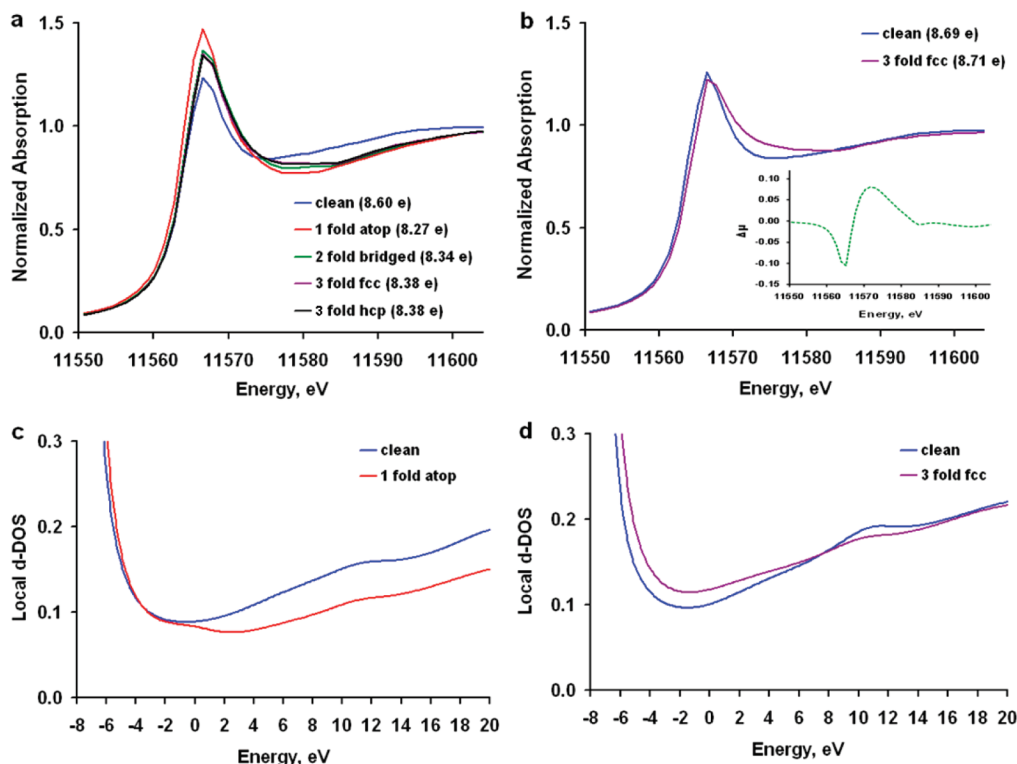 a
Normalized Absorption
1.5
1.0
0.5
0.0
clean (8.60 e)
1 fold atop (8.27 e)
2 fold bridged (8.34 e)
3 fold fcc (8.38 e)
3 fold hcp (8.38 e)
11550 11560 11570 11580 11590 11600
Energy, eV
b
Normalized Absorption
1.5
1.0
0.5
0.0
clean (8.69 e)
3 fold fcc (8.71 e)
Δμ
0.10
0.05
0.00
-0.05
-0.10
-0.15
11550 11560 11570 11580 11590 11600
Energy, eV
11550 11560 11570 11580 11590 11600
Energy, eV
c
Local d-DOS
0.3
0.2
0.1
0.0
clean
1 fold atop
-8 -6 -4 -2 0 2 4 6 8 10 12 14 16 18 20
Energy, eV
d
Local d-DOS
0.3
0.2
0.1
0.0
clean
3 fold fcc
-8 -6 -4 -2 0 2 4 6 8 10 12 14 16 18 20
Energy, eV